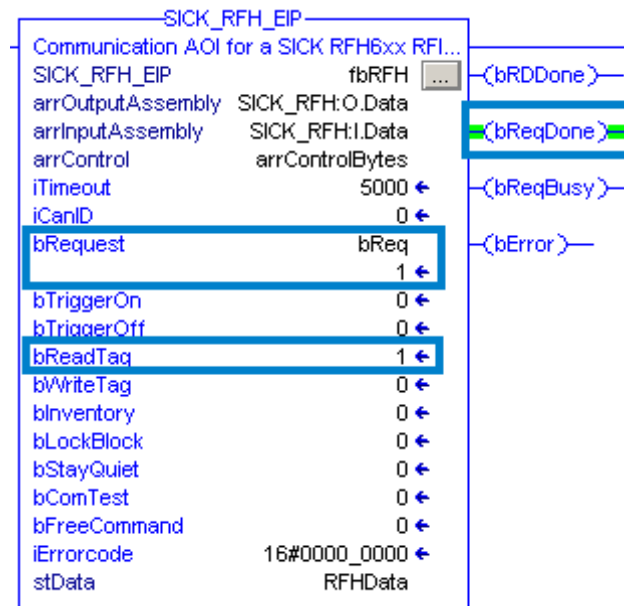 SICK_RFH_EIP
Communication AOI for a SICK RFH6xx RFI...
SICK_RFH_EIP fbRFH ... (bRDDone)
arrOutputAssembly SICK_RFH:O.Data
arrInputAssembly SICK_RFH:I.Data (bReqDone)
arrControl arrControlBytes
iTimeout 5000 (bReqBusy)
iCanID 0
bRequest bReq (bError)
1
bTriggerOn 0
bTriggerOff 0
bReadTag 1
bWriteTag 0
bInventory 0
bLockBlock 0
bStayQuiet 0
bComTest 0
bFreeCommand 0
iErrorcode 16#0000_0000
stData RFHData